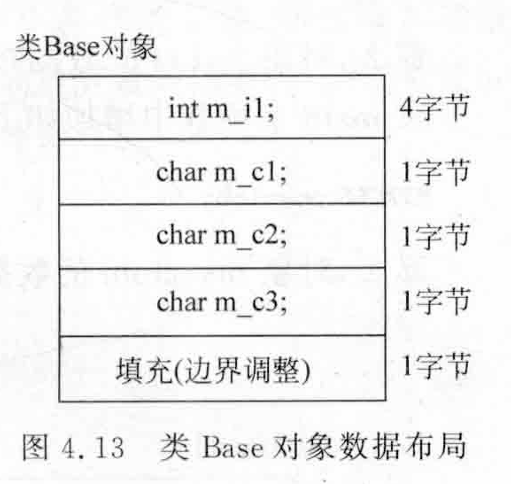 类Base对象
int m_i1; 4字节
char m_c1; 1字节
char m_c2; 1字节
char m_c3; 1字节
填充(边界调整) 1字节
图 4.13 类 Base 对象数据布局